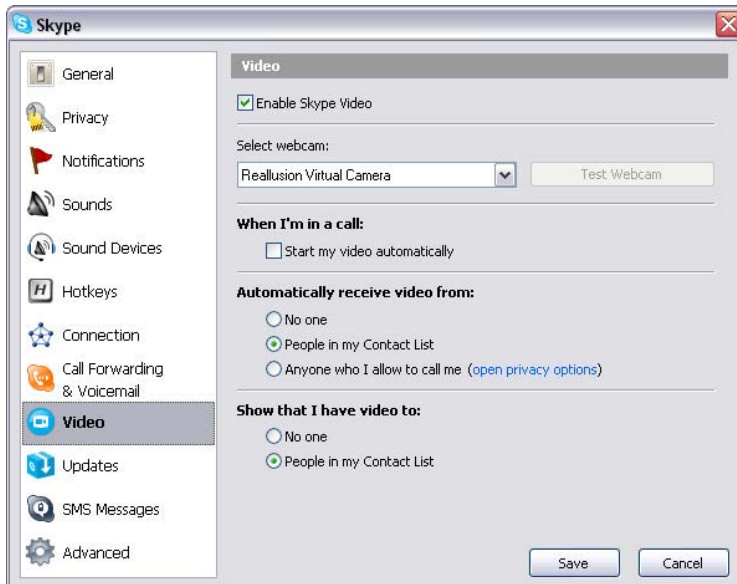 Skype
General
Privacy
Notifications
Sounds
Sound Devices
H Hotkeys
Connection
Call Forwarding
& Voicemail
Video
Updates
SMS Messages
Advanced
Video
Enable Skype Video
Select webcam:
Reallusion Virtual Camera
Test Webcam
When I'm in a call:
Start my video automatically
Automatically receive video from:
No one
People in my Contact List
Anyone who I allow to call me (open privacy options)
Show that I have video to:
No one
People in my Contact List
Save Cancel